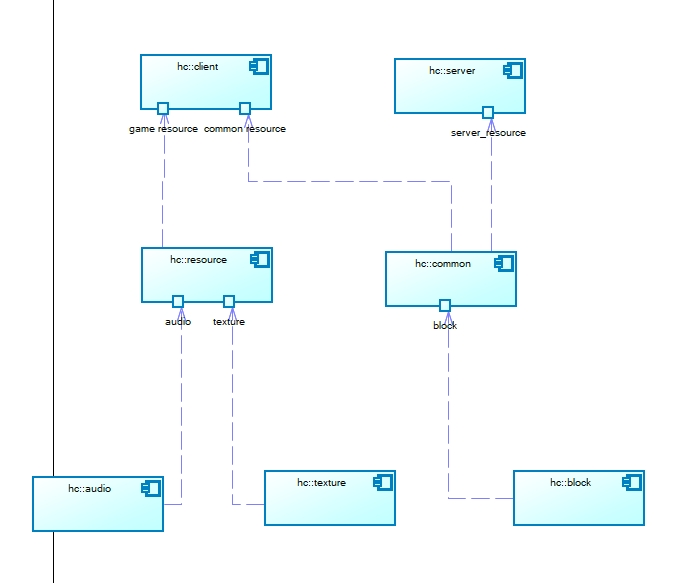 hc::client
hc::server
game resource
common resource
server_resource
hc::resource
hc::common
audio
texture
block
hc::audio
hc::texture
hc::block